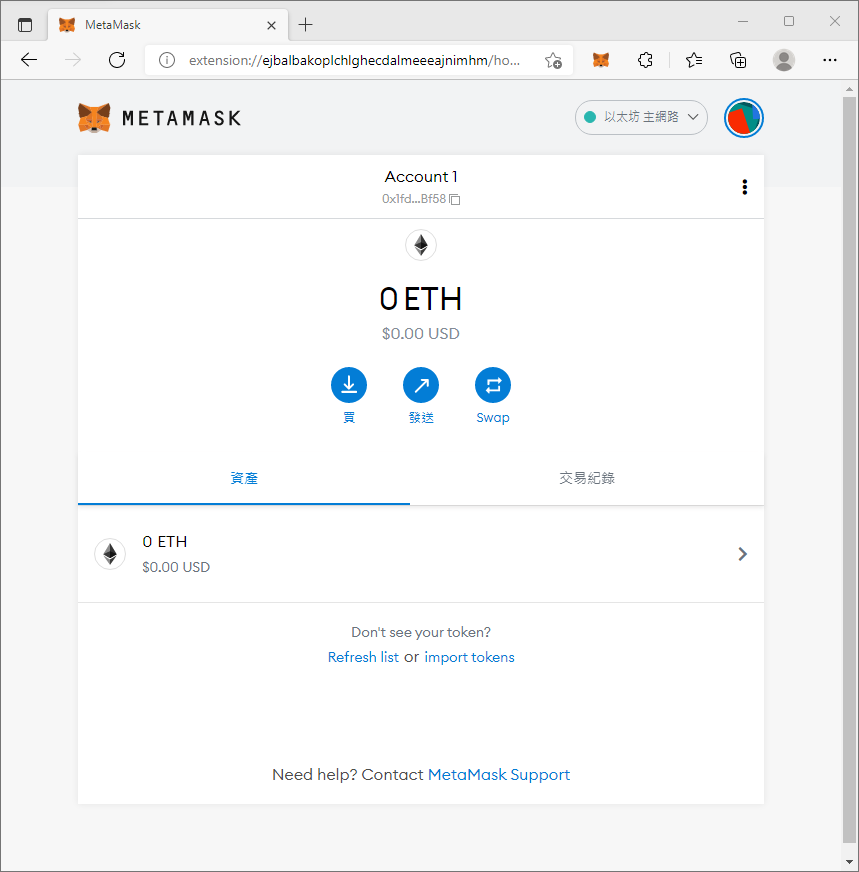 MetaMask
extension://ejbalbakoplchlghecdalmeeeajnimhm/ho...
METAMASK
以太坊 主網路
Account 1
0x1fd...Bf58
0 ETH
$0.00 USD
買
發送
Swap
資產
交易紀錄
0 ETH
$0.00 USD
Don't see your token?
Refresh list or import tokens
Need help? Contact MetaMask Support